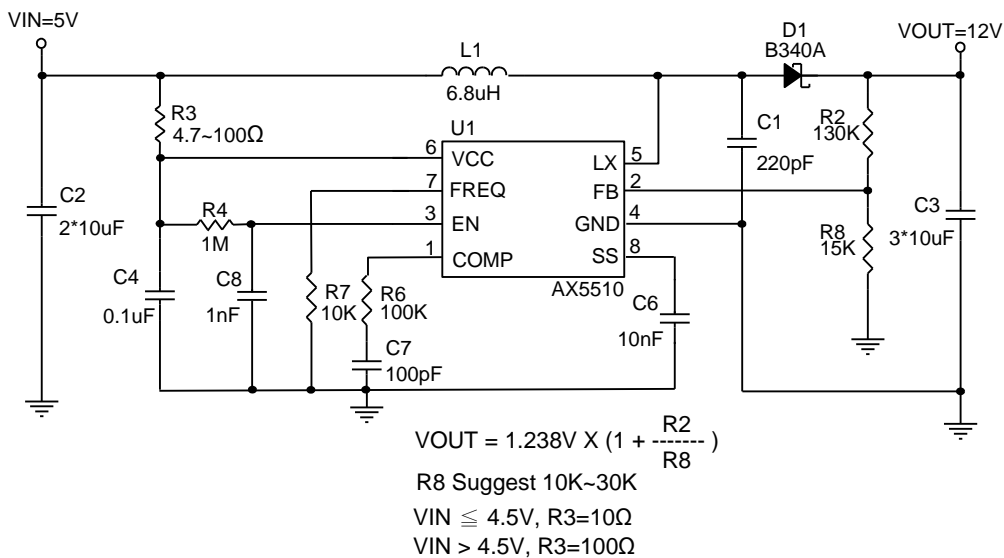 VIN=5V
VOUT=12V
D1
B340A
L1
6.8uH
R3
4.7~100Ω
U1
R2
130K
C1
220pF
6
VCC
LX
5
7
FREQ
FB
2
C2
2*10uF
R4
1M
3
EN
GND
4
C3
3*10uF
R8
15K
1
COMP
SS
8
AX5510
C4
0.1uF
C8
1nF
R7
10K
R6
100K
C6
10nF
C7
100pF
VOUT = 1.238V X (1 + R2 ------- R8 )
R8 Suggest 10K~30K
VIN ≦ 4.5V, R3=10Ω
VIN > 4.5V, R3=100Ω